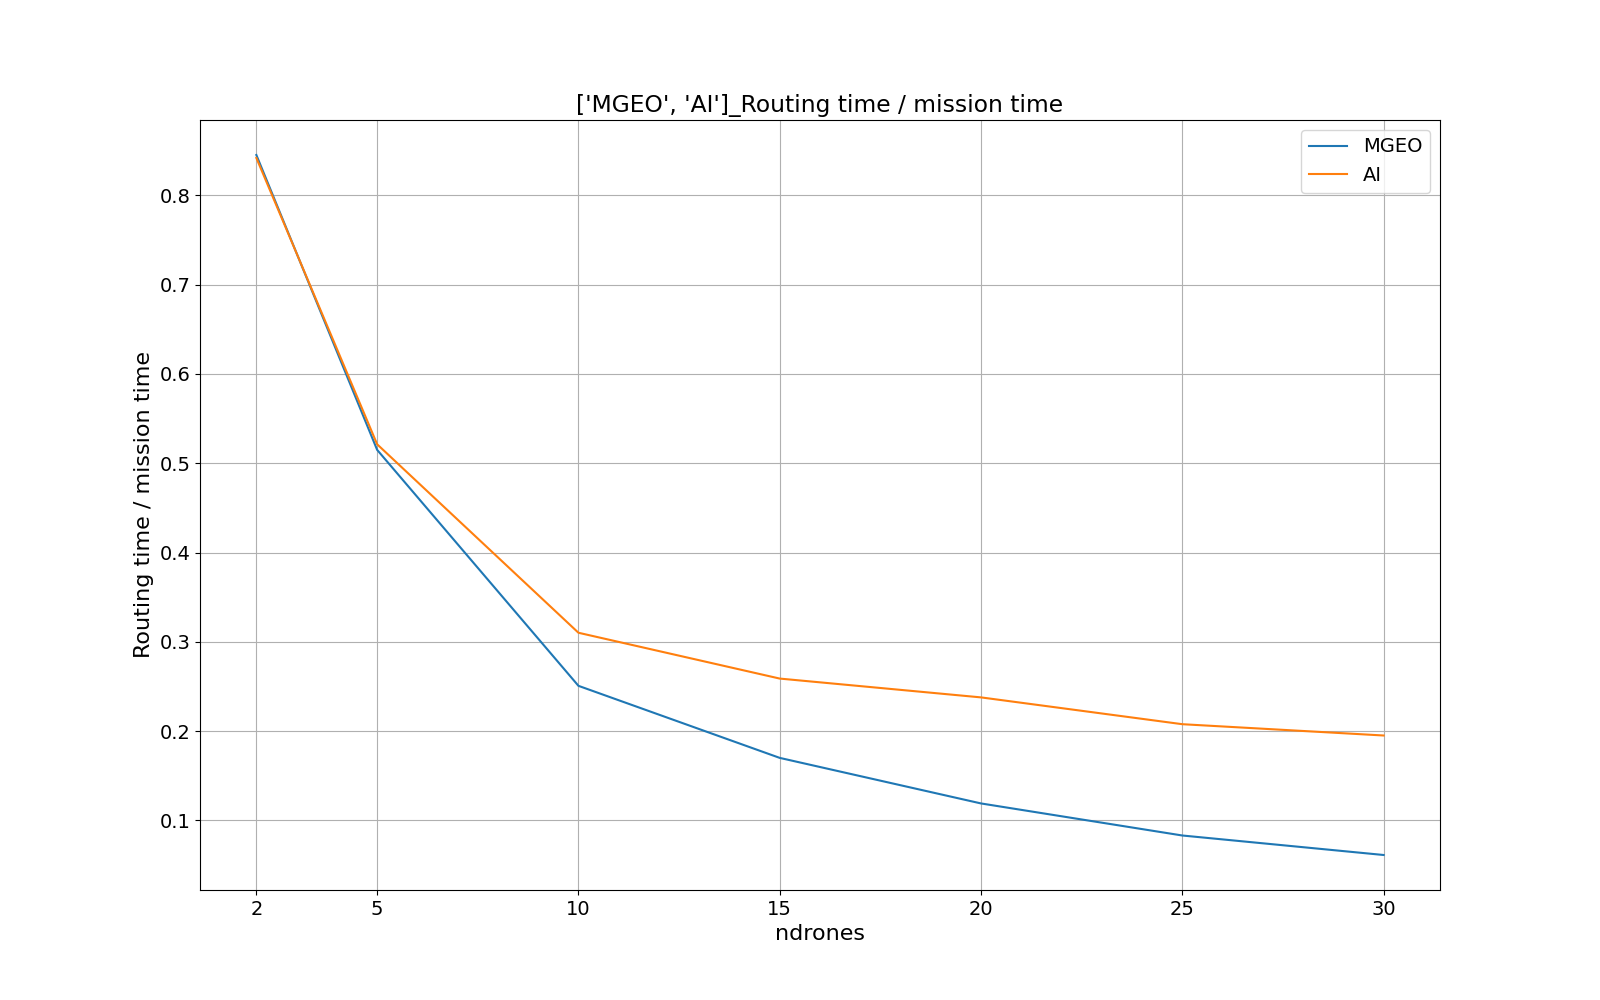 ['MGEO', 'AI']_Routing time / mission time
MGEO
AI
Routing time / mission time
0.8
0.7
0.6
0.5
0.4
0.3
0.2
0.1
2 5 10 15 20 25 30
ndrones